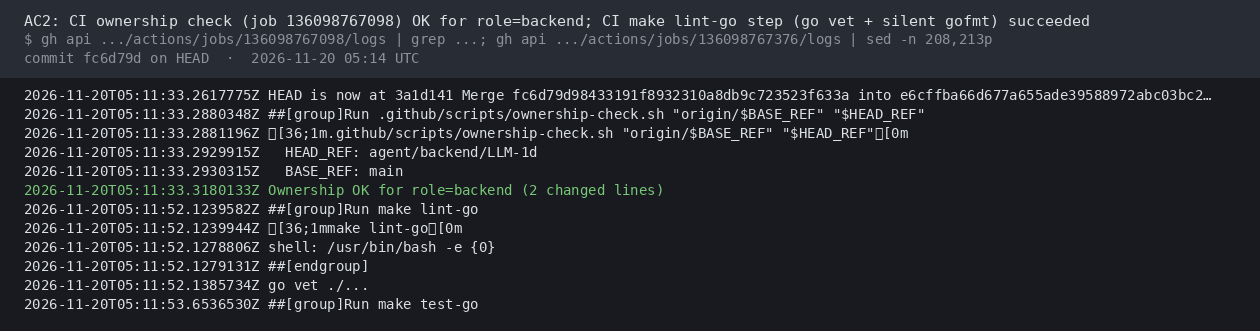 AC2: CI ownership check (job 136098767098) OK for role=backend; CI make lint-go step (go vet + silent gofmt) succeeded
$ gh api .../actions/jobs/136098767098/logs | grep ...; gh api .../actions/jobs/136098767376/logs | sed -n 208,213p
commit fc6d79d on HEAD · 2026-11-20 05:14 UTC
2026-11-20T05:11:33.2617775Z HEAD is now at 3a1d141 Merge fc6d79d98433191f8932310a8db9c723523f633a into e6cffba66d677a655ade39588972abc03bc2…
2026-11-20T05:11:33.2880348Z ##[group]Run .github/scripts/ownership-check.sh "origin/$BASE_REF" "$HEAD_REF"
2026-11-20T05:11:33.2881196Z □[36;1m.github/scripts/ownership-check.sh "origin/$BASE_REF" "$HEAD_REF"□[0m
2026-11-20T05:11:33.2929915Z   HEAD_REF: agent/backend/LLM-1d
2026-11-20T05:11:33.2930315Z   BASE_REF: main
2026-11-20T05:11:33.3180133Z Ownership OK for role=backend (2 changed lines)
2026-11-20T05:11:52.1239582Z ##[group]Run make lint-go
2026-11-20T05:11:52.1239944Z □[36;1mmake lint-go□[0m
2026-11-20T05:11:52.1278806Z shell: /usr/bin/bash -e {0}
2026-11-20T05:11:52.1279131Z ##[endgroup]
2026-11-20T05:11:52.1385734Z go vet ./...
2026-11-20T05:11:53.6536530Z ##[group]Run make test-go